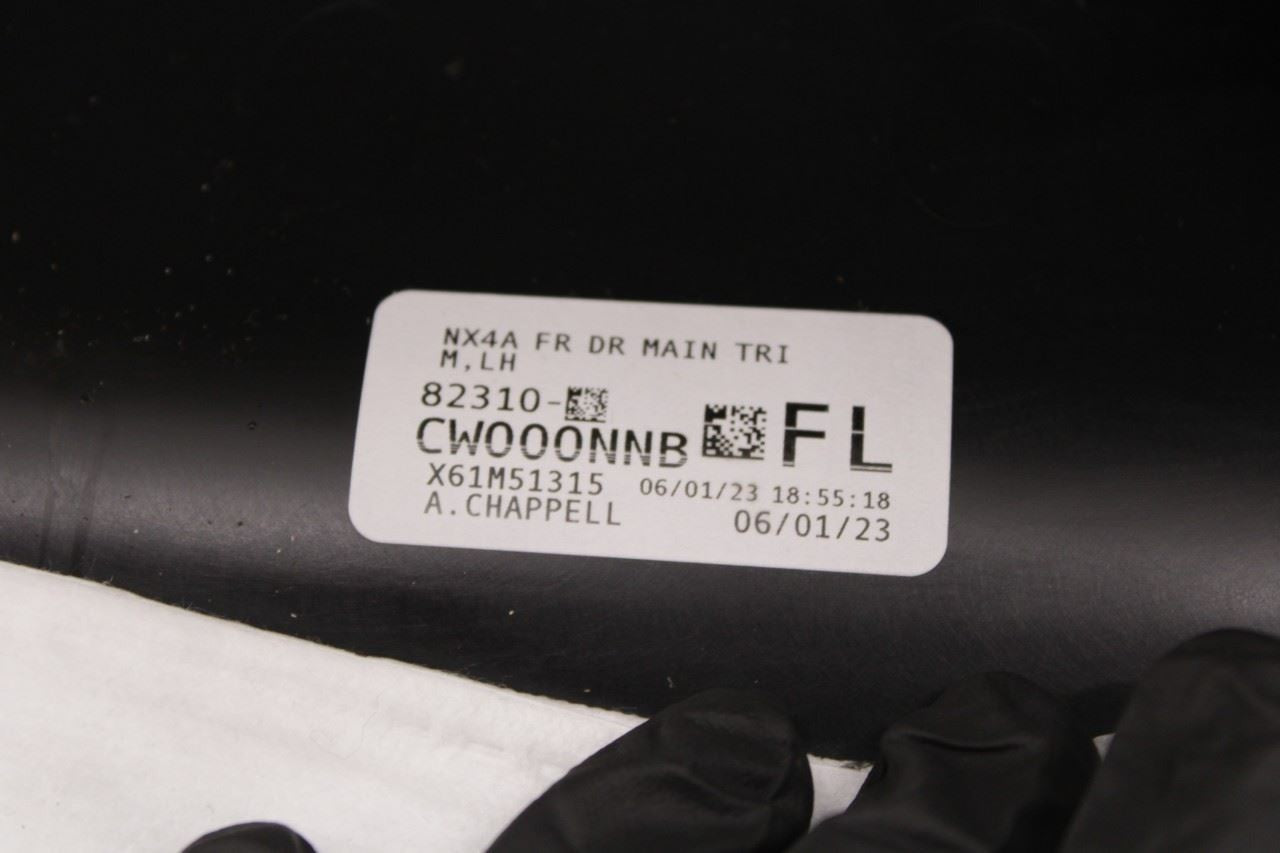 NX4A FR DR MAIN TRI
M,LH
82310-
CW000NNB FL
X61M51315 06/01/23 18:55:18
A.CHAPPELL 06/01/23